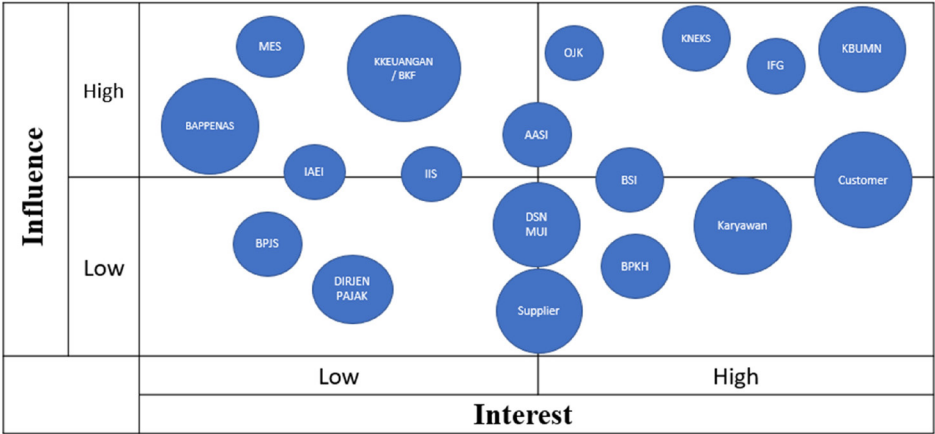 Influence
High
Low
MES
KKEUANGAN
/ BKF
OJK
KNEKS
IFG
KBUMN
BAPPENAS
AASI
IAEI
IIS
BSI
Customer
DSN
MUI
Karyawan
BPJS
BPKH
DIRJEN
PAJAK
Supplier
Low
High
Interest